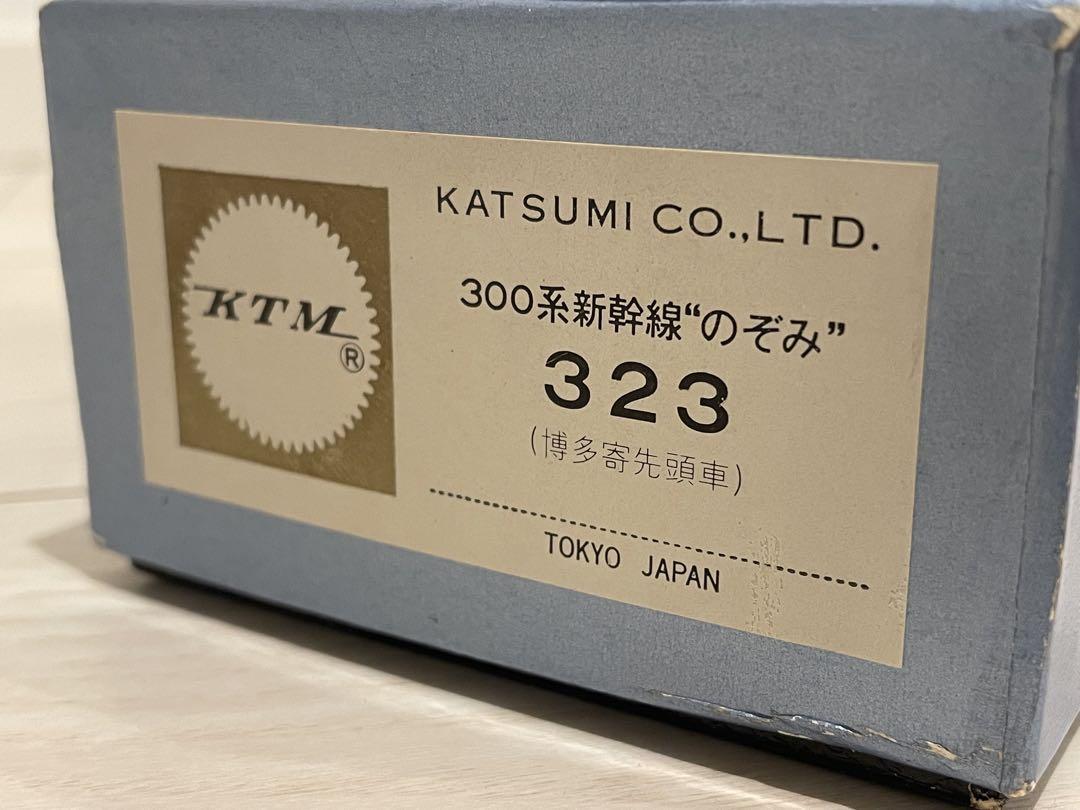 KTM
®
KATSUMI CO.,LTD.
300系新幹線“のぞみ”
323
(博多寄先頭車)
TOKYO JAPAN